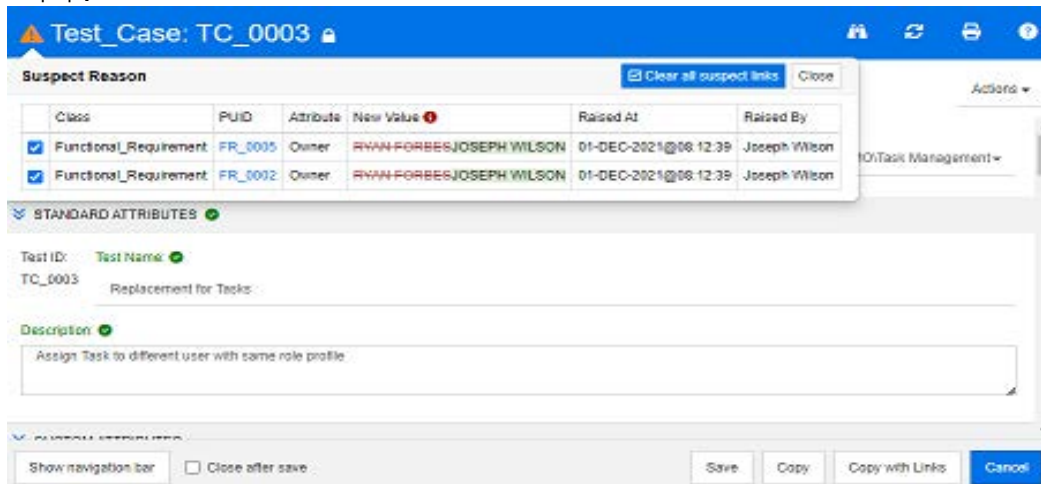 Test_Case: TC_0003
Suspect Reason
Clear all suspect links
Close
Actions
Class PUID Attribute New Value Raised At Raised By
Functional_Requirement FR_0005 Owner RYAN FORBESJOSEPH WILSON 01-DEC-2021@08:12:39 Joseph Wilson
Functional_Requirement FR_0002 Owner RYAN FORBESJOSEPH WILSON 01-DEC-2021@08:12:39 Joseph Wilson
MO\Task Management
STANDARD ATTRIBUTES
Test ID: Test Name:
TC_0003 Replacement for Tasks
Description:
Assign Task to different user with same role profile
Show navigation bar Close after save Save Copy Copy with Links Cancel